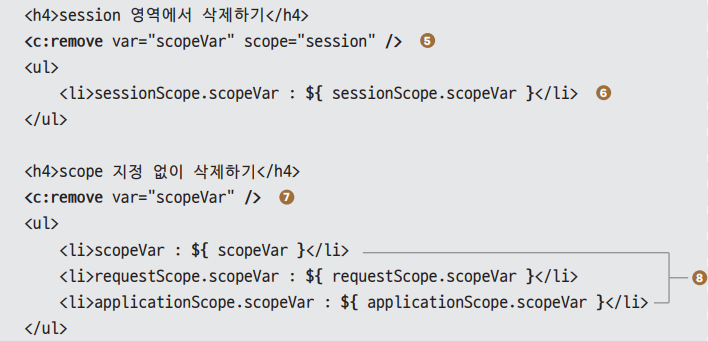 <h4>session 영역에서 삭제하기</h4>
<c:remove var="scopeVar" scope="session" /> ❺
<ul>
    <li>sessionScope.scopeVar : ${ sessionScope.scopeVar }</li> ❻
</ul>

<h4>scope 지정 없이 삭제하기</h4>
<c:remove var="scopeVar" /> ❼
<ul>
    <li>scopeVar : ${ scopeVar }</li>
    <li>requestScope.scopeVar : ${ requestScope.scopeVar }</li> ❽
    <li>applicationScope.scopeVar : ${ applicationScope.scopeVar }</li>
</ul>